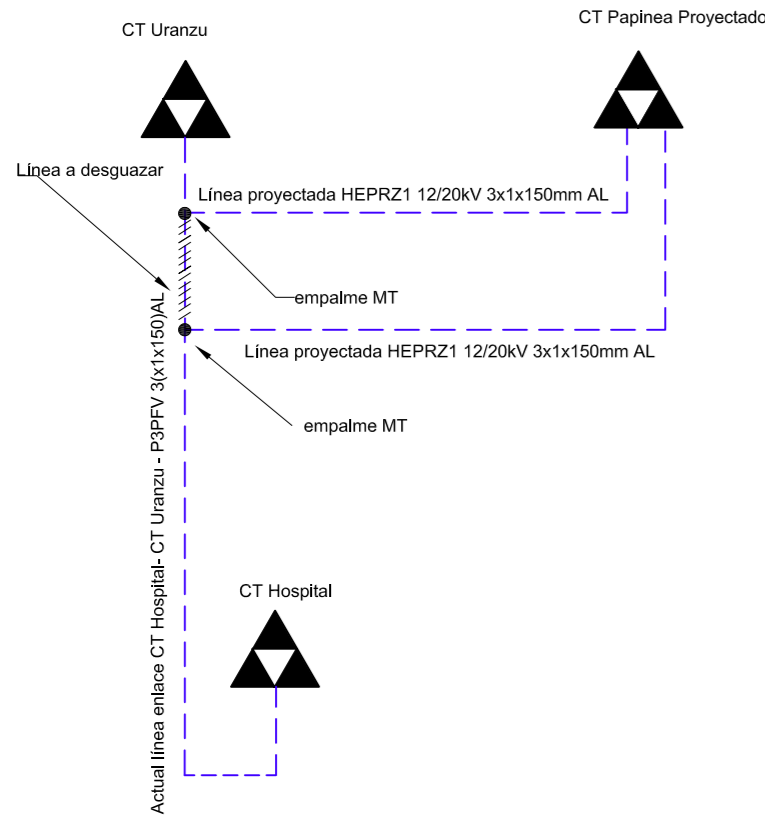 CT Papinea Proyectado
CT Uranzu
Línea a desguazar
Línea proyectada HEPRZ1 12/20kV 3x1x150mm AL
empalme MT
Línea proyectada HEPRZ1 12/20kV 3x1x150mm AL
empalme MT
Actual línea enlace CT Hospital- CT Uranzu - P3PFV 3(x1x150)AL
CT Hospital